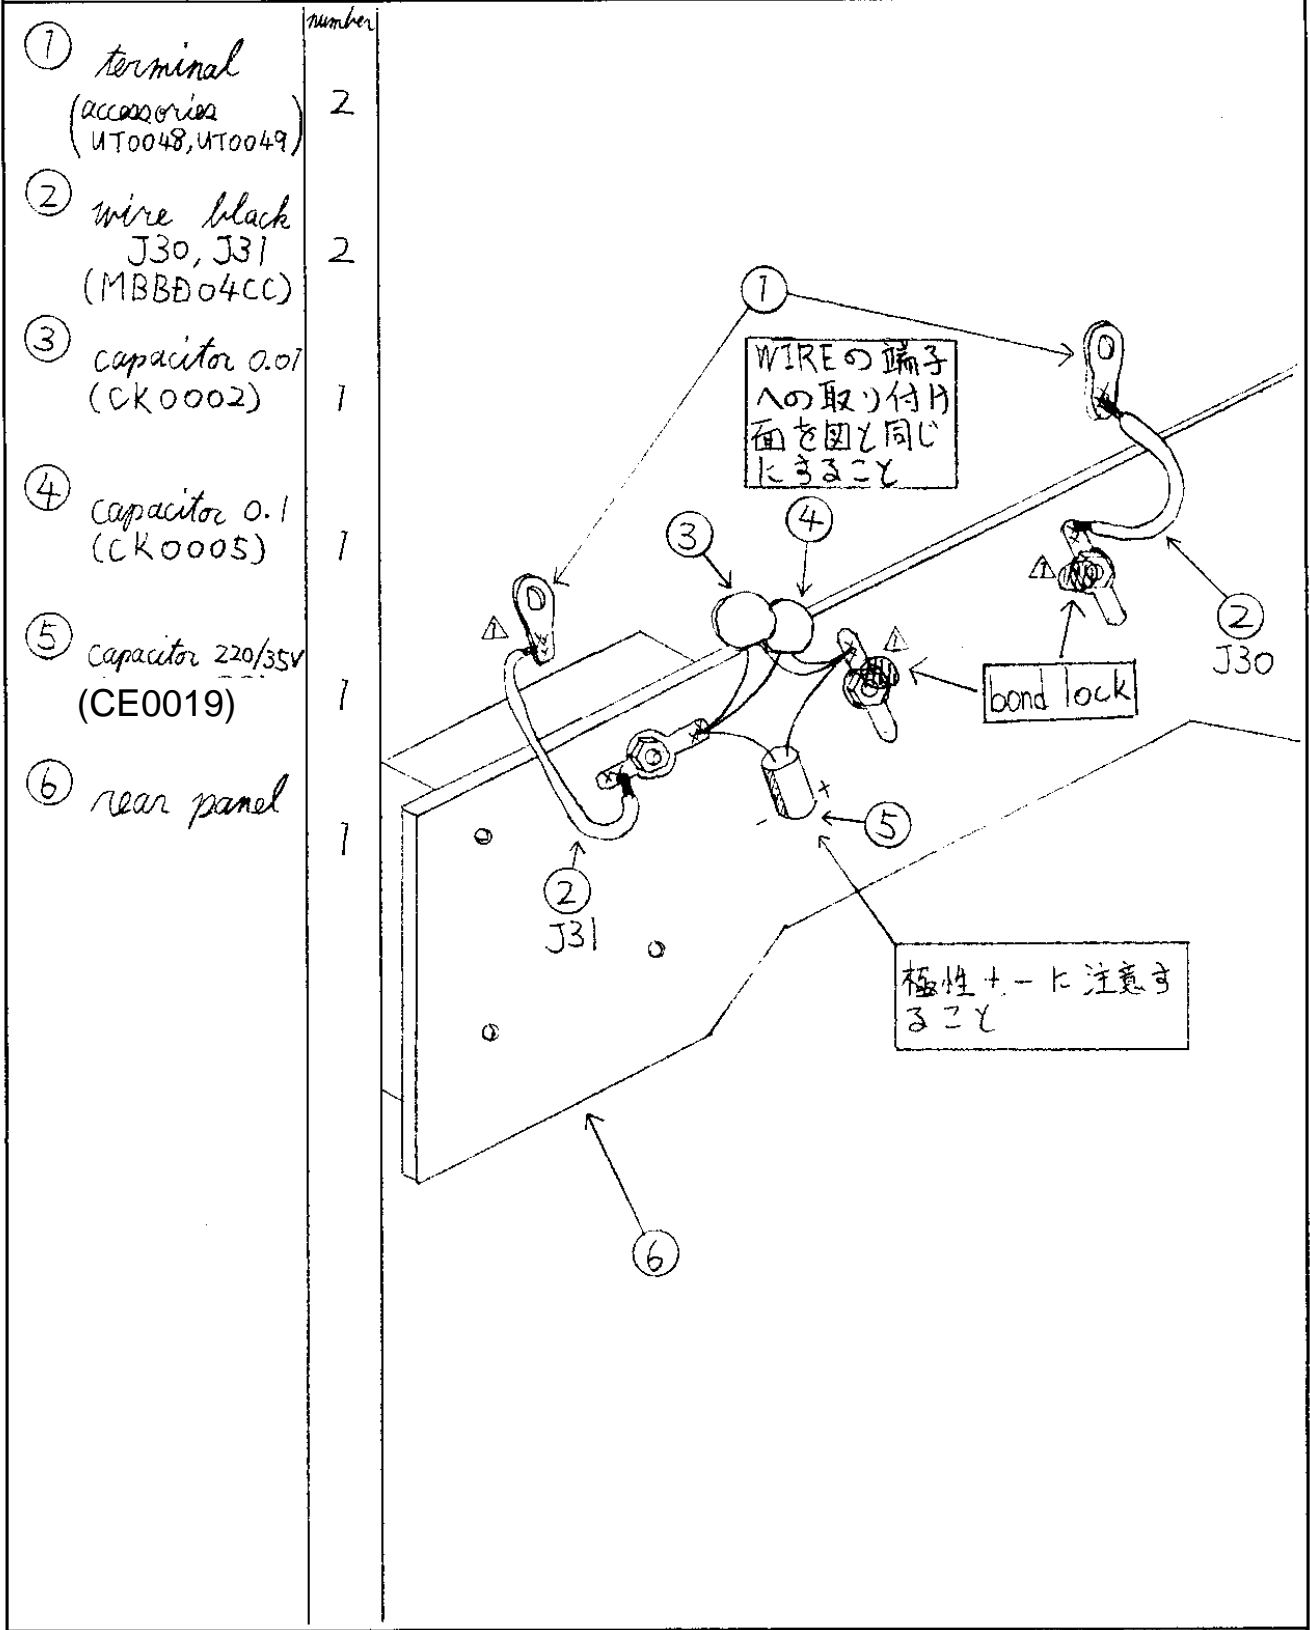 number
① terminal
(accessories
UT0048, UT0049)
2
② wire black
J30, J31
(MBBD04CC)
2
③ capacitor 0.01
(CK0002)
1
④ capacitor 0.1
(CK0005)
1
⑤ capacitor 220/35V
(CE0019)
1
⑥ rear panel
1
①
WIREの端子
への取り付け
面を図と同じ
にすること
③
④
1
1
1
1
②
J30
bond lock
+
-
⑤
②
J31
極性+-に注意す
ること
⑥